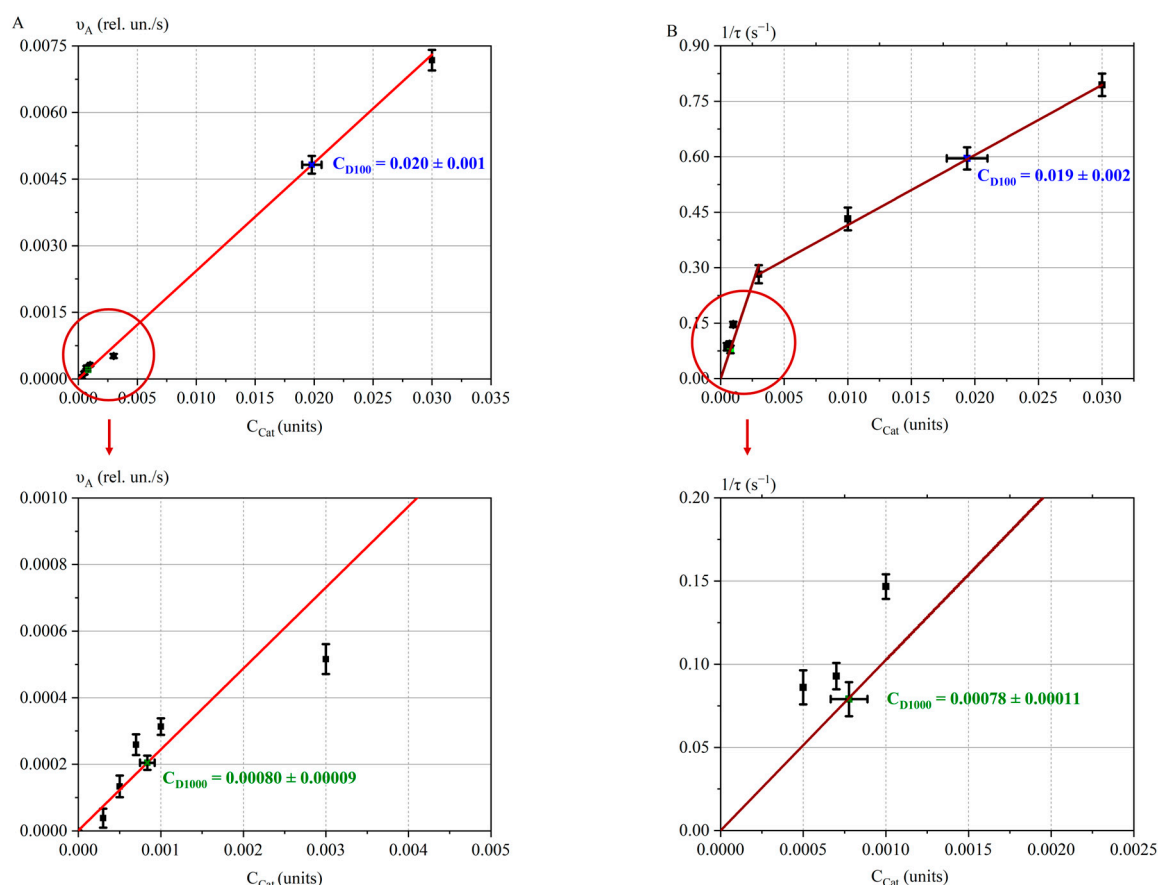 A
υA (rel. un./s)
0.0075
0.0060
0.0045
0.0030
0.0015
0.0000
CD100 = 0.020 ± 0.001
0.000 0.005 0.010 0.015 0.020 0.025 0.030 0.035
CCat (units)
B
1/τ (s−1)
0.90
0.75
0.60
0.45
0.30
0.00
CD100 = 0.019 ± 0.002
0.000 0.005 0.010 0.015 0.020 0.025 0.030
CCat (units)
υA (rel. un./s)
0.0010
0.0008
0.0006
0.0004
0.0002
0.0000
CD1000 = 0.00080 ± 0.00009
0.000 0.001 0.002 0.003 0.004 0.005
CCat (units)
1/τ (s−1)
0.20
0.15
0.10
0.05
0.00
CD1000 = 0.00078 ± 0.00011
0.0000 0.0005 0.0010 0.0015 0.0020 0.0025
CCat (units)